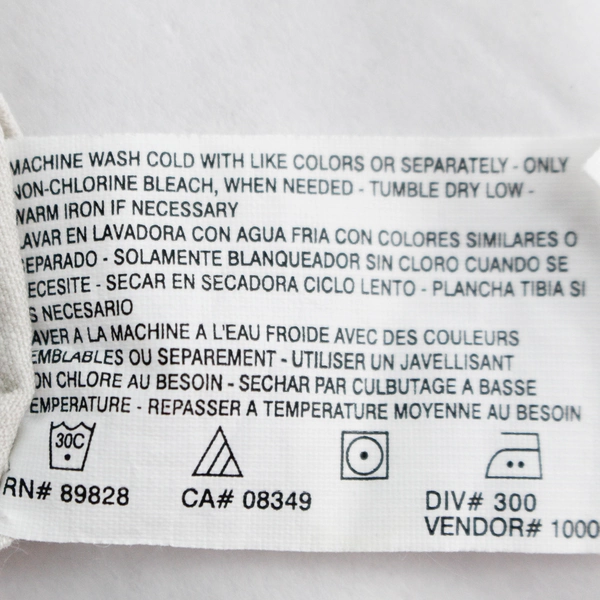 MACHINE WASH COLD WITH LIKE COLORS OR SEPARATELY - ONLY
NON-CHLORINE BLEACH, WHEN NEEDED - TUMBLE DRY LOW -
WARM IRON IF NECESSARY
LAVAR EN LAVADORA CON AGUA FRIA CON COLORES SIMILARES O
SEPARADO - SOLAMENTE BLANQUEADOR SIN CLORO CUANDO SE
NECESITE - SECAR EN SECADORA CICLO LENTO - PLANCHA TIBIA SI
ES NECESARIO
LAVER A LA MACHINE A L'EAU FROIDE AVEC DES COULEURS
SEMBLABLES OU SEPAREMENT - UTILISER UN JAVELLISANT
NON CHLORE AU BESOIN - SECHAR PAR CULBUTAGE A BASSE
TEMPERATURE - REPASSER A TEMPERATURE MOYENNE AU BESOIN
30C
RN# 89828 CA# 08349 DIV# 300
VENDOR# 1000